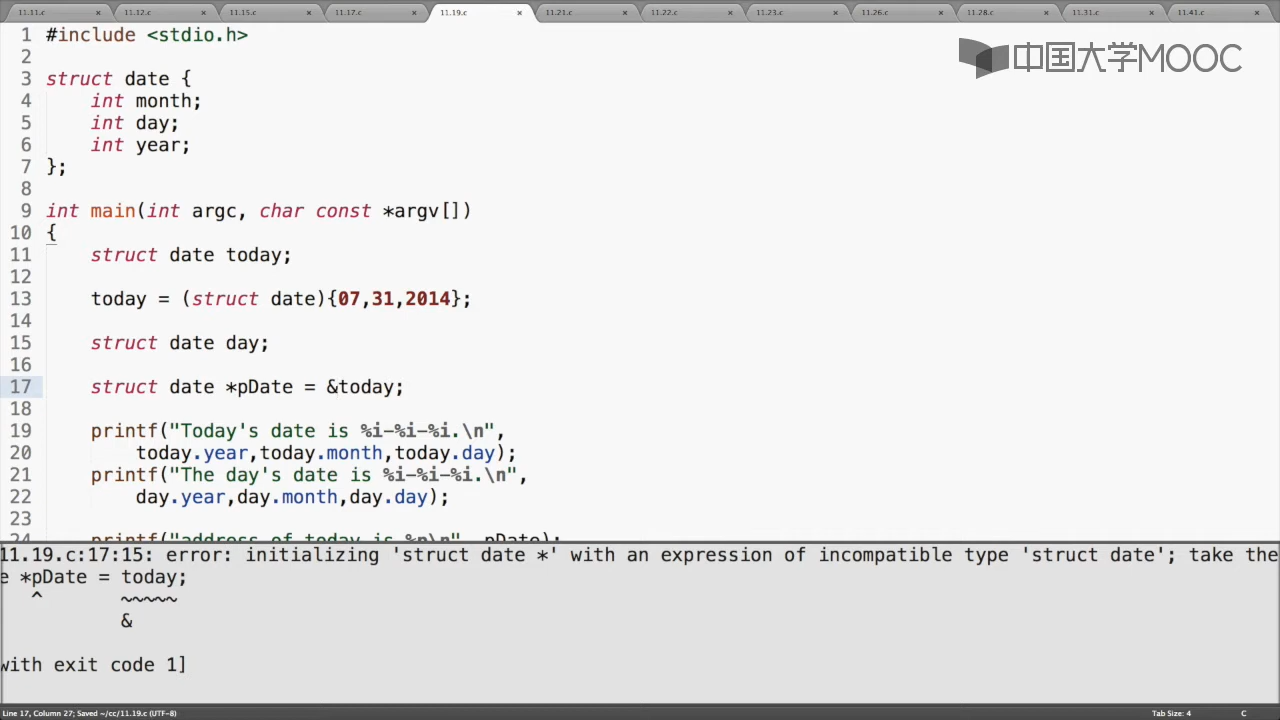 11.11.c × 11.12.c × 11.15.c × 11.17.c × 11.19.c × 11.21.c × 11.22.c × 11.23.c × 11.26.c × 11.28.c × 11.31.c × 11.41.c ×
中国大学MOOC
1 #include <stdio.h>
2
3 struct date {
4     int month;
5     int day;
6     int year;
7 };
8
9 int main(int argc, char const *argv[])
10 {
11     struct date today;
12
13     today = (struct date){07,31,2014};
14
15     struct date day;
16
17     struct date *pDate = &today;
18
19     printf("Today's date is %i-%i-%i.\n",
20         today.year,today.month,today.day);
21     printf("The day's date is %i-%i-%i.\n",
22         day.year,day.month,day.day);
23
24     printf("address of today is %p\n", pDate);
11.19.c:17:15: error: initializing 'struct date *' with an expression of incompatible type 'struct date'; take the
e *pDate = today;
   ^       ~~~~~
           &
with exit code 1]
Line 17, Column 27; Saved ~/cc/11.19.c (UTF-8) Tab Size: 4 C